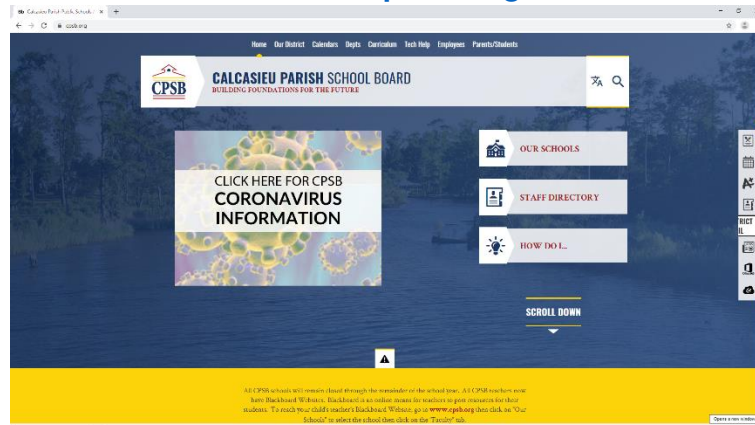 Calcasieu Parish Public Schools
cpsb.org
Home Our District Calendars Depts Curriculum Tech Help Employees Parents/Students
CPSB
CALCASIEU PARISH SCHOOL BOARD
BUILDING FOUNDATIONS FOR THE FUTURE
CLICK HERE FOR CPSB
CORONAVIRUS
INFORMATION
OUR SCHOOLS
STAFF DIRECTORY
HOW DO I...
SCROLL DOWN
All CPSB schools will remain closed through the remainder of the school year. All CPSB teachers now
have Blackboard Websites. Blackboard is an online means for teachers to post resources for their
students. To reach your child's teacher's Blackboard Website, go to www.cpsb.org then click on "Our
Schools" to select the school then click on the "Faculty" tab.
Opens a new window